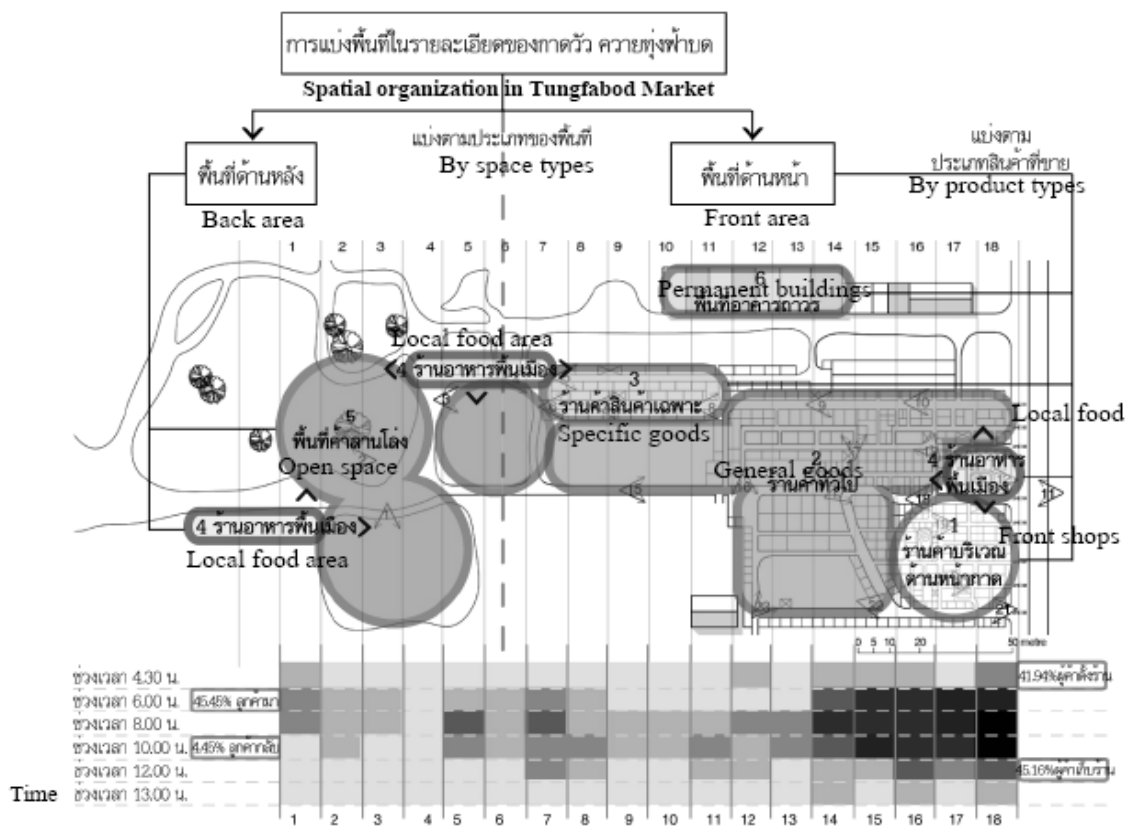 การแบ่งพื้นที่ในรายละเอียดของกาดวัว ควายทุ่งฟ้าบด
Spatial organization in Tungfabod Market
แบ่งตามประเภทของพื้นที่
By space types
แบ่งตาม
ประเภทสินค้าที่ขาย
By product types
พื้นที่ด้านหลัง
Back area
พื้นที่ด้านหน้า
Front area
1 2 3 4 5 6 7 8 9 10 11 12 13 14 15 16 17 18
6
Permanent buildings
พื้นที่อาคารถาวร
Local food area
4 ร้านอาหารพื้นเมือง
3
ร้านค้าสินค้าเฉพาะ
Specific goods
5
พื้นที่ค้าลานโล่ง
Open space
Local food
4 ร้านอาหาร
พื้นเมือง
General goods
2
ร้านค้าทั่วไป
4 ร้านอาหารพื้นเมือง
Local food area
Front shops
1
ร้านค้าบริเวณ
ด้านหน้ากาด
0 5 10 20 50 metre
ช่วงเวลา 4.30 น.
41.94%ผู้ค้าตั้งร้าน
ช่วงเวลา 6.00 น.
45.45% ลูกค้ามา
ช่วงเวลา 8.00 น.
ช่วงเวลา 10.00 น.
4.45% ลูกค้ากลับ
ช่วงเวลา 12.00 น.
45.16%ผู้ค้าเก็บร้าน
Time
ช่วงเวลา 13.00 น.
1 2 3 4 5 6 7 8 9 10 11 12 13 14 15 16 17 18